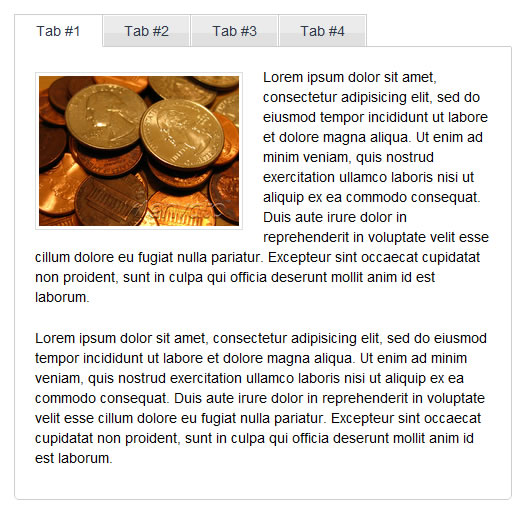 Tab #1
Tab #2
Tab #3
Tab #4
Lorem ipsum dolor sit amet,
consectetur adipisicing elit, sed do
eiusmod tempor incididunt ut labore
et dolore magna aliqua. Ut enim ad
minim veniam, quis nostrud
exercitation ullamco laboris nisi ut
aliquip ex ea commodo consequat.
Duis aute irure dolor in
reprehenderit in voluptate velit esse
cillum dolore eu fugiat nulla pariatur. Excepteur sint occaecat cupidatat
non proident, sunt in culpa qui officia deserunt mollit anim id est
laborum.
Lorem ipsum dolor sit amet, consectetur adipisicing elit, sed do eiusmod
tempor incididunt ut labore et dolore magna aliqua. Ut enim ad minim
veniam, quis nostrud exercitation ullamco laboris nisi ut aliquip ex ea
commodo consequat. Duis aute irure dolor in reprehenderit in voluptate
velit esse cillum dolore eu fugiat nulla pariatur. Excepteur sint occaecat
cupidatat non proident, sunt in culpa qui officia deserunt mollit anim id
est laborum.